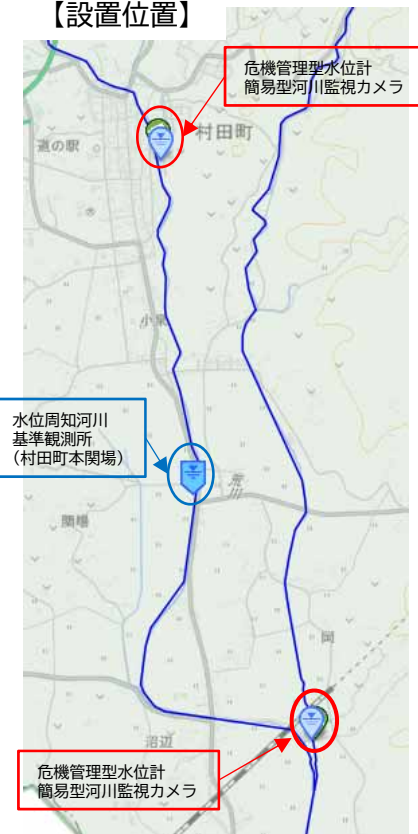 【設置位置】
危機管理型水位計
簡易型河川監視カメラ
村田町
道の駅
小泉
水位周知河川
基準観測所
（村田町本関場）
荒川
関場
岡
沼辺
危機管理型水位計
簡易型河川監視カメラ